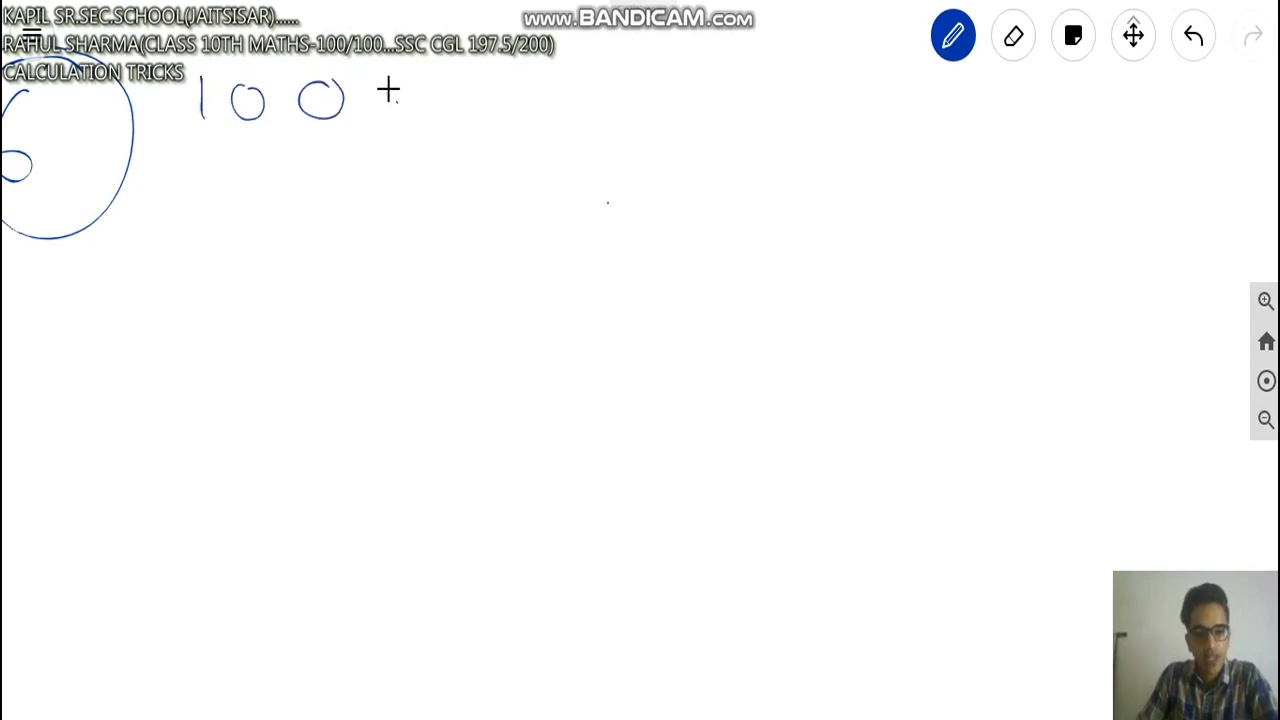 KAPIL SR.SEC.SCHOOL(JAITSISAR)......
www.BANDICAM.com
RAHUL SHARMA(CLASS 10TH MATHS-100/100...SSC CGL 197.5/200)
CALCULATION TRICKS
100